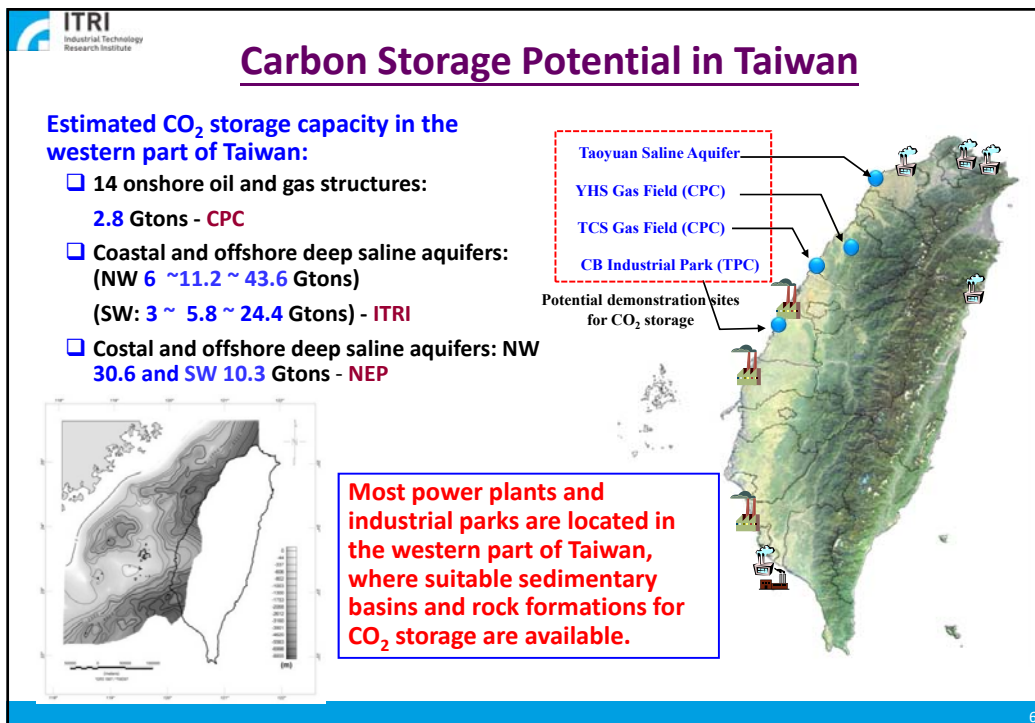 ITRI
Industrial Technology
Research Institute
Carbon Storage Potential in Taiwan
Estimated CO2 storage capacity in the
western part of Taiwan:
❑ 14 onshore oil and gas structures:
2.8 Gtons - CPC
❑ Coastal and offshore deep saline aquifers:
(NW 6 ~11.2 ~ 43.6 Gtons)
(SW: 3 ~ 5.8 ~ 24.4 Gtons) - ITRI
❑ Costal and offshore deep saline aquifers: NW
30.6 and SW 10.3 Gtons - NEP
Taoyuan Saline Aquifer
YHS Gas Field (CPC)
TCS Gas Field (CPC)
CB Industrial Park (TPC)
Potential demonstration sites
for CO2 storage
(m)
Most power plants and
industrial parks are located in
the western part of Taiwan,
where suitable sedimentary
basins and rock formations for
CO2 storage are available.